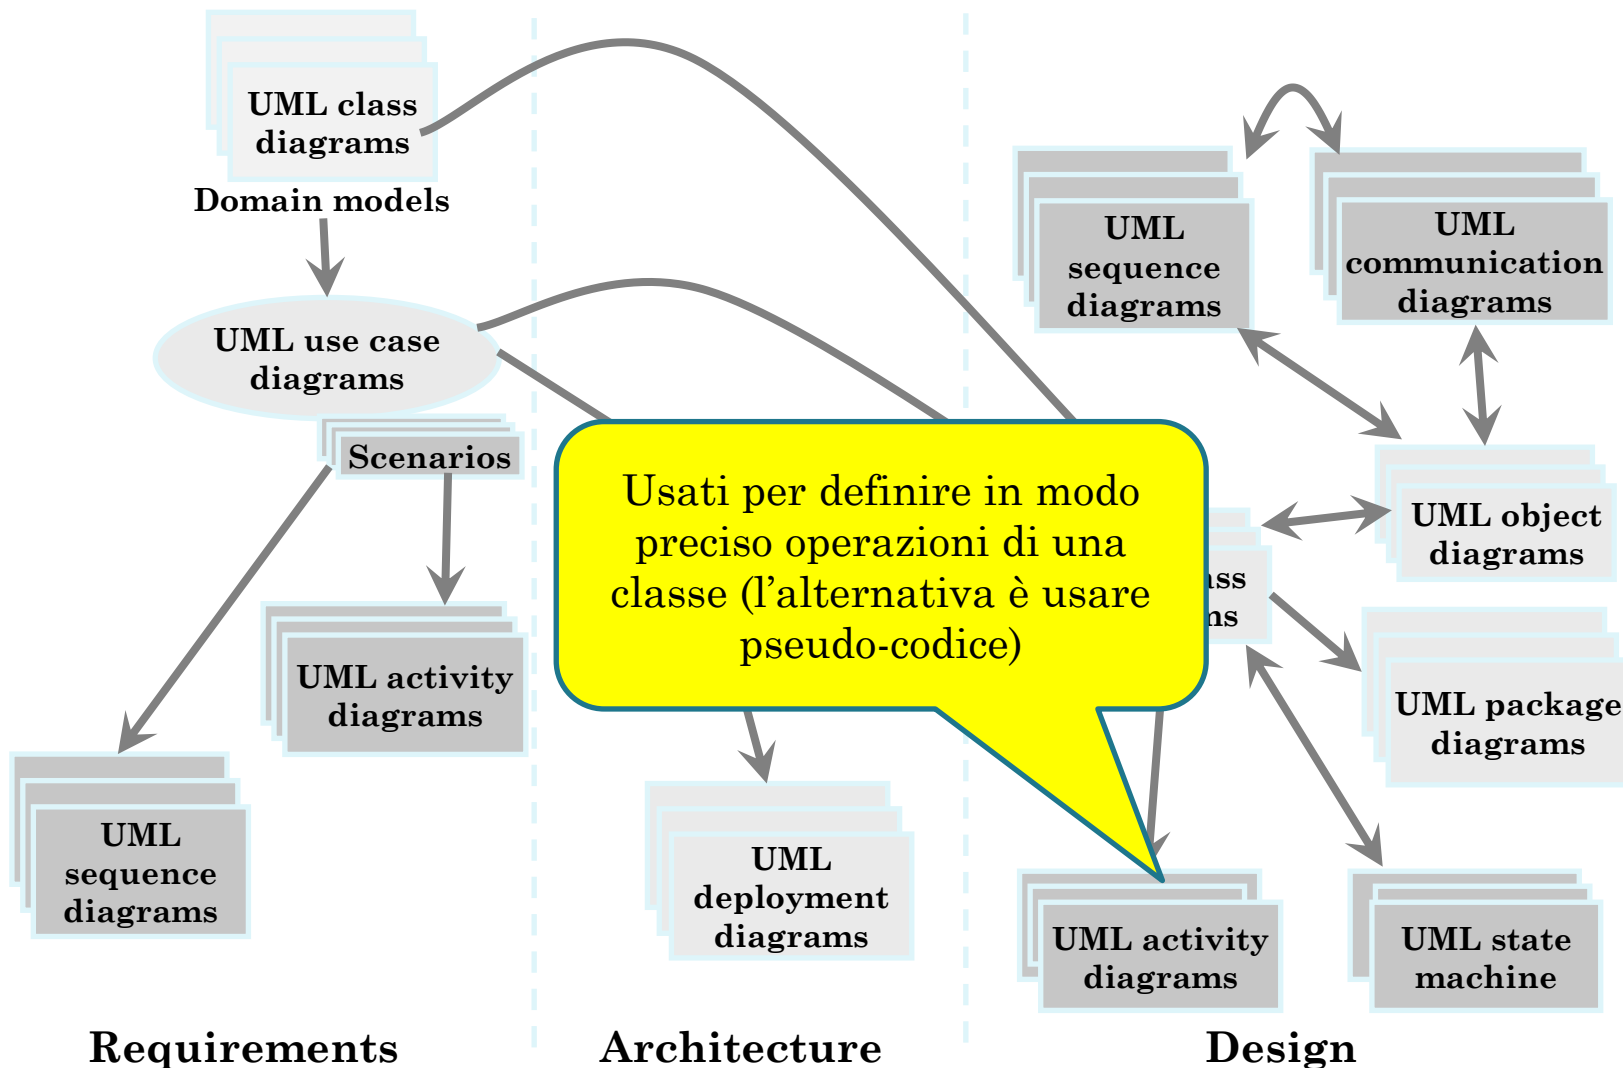 UML class
diagrams
Domain models
UML use case
diagrams
Scenarios
UML activity
diagrams
UML
sequence
diagrams
Requirements
Usati per definire in modo
preciso operazioni di una
classe (l'alternativa è usare
pseudo-codice)
UML
deployment
diagrams
Architecture
UML
sequence
diagrams
UML
communication
diagrams
UML object
diagrams
UML package
diagrams
UML activity
diagrams
UML state
machine
Design